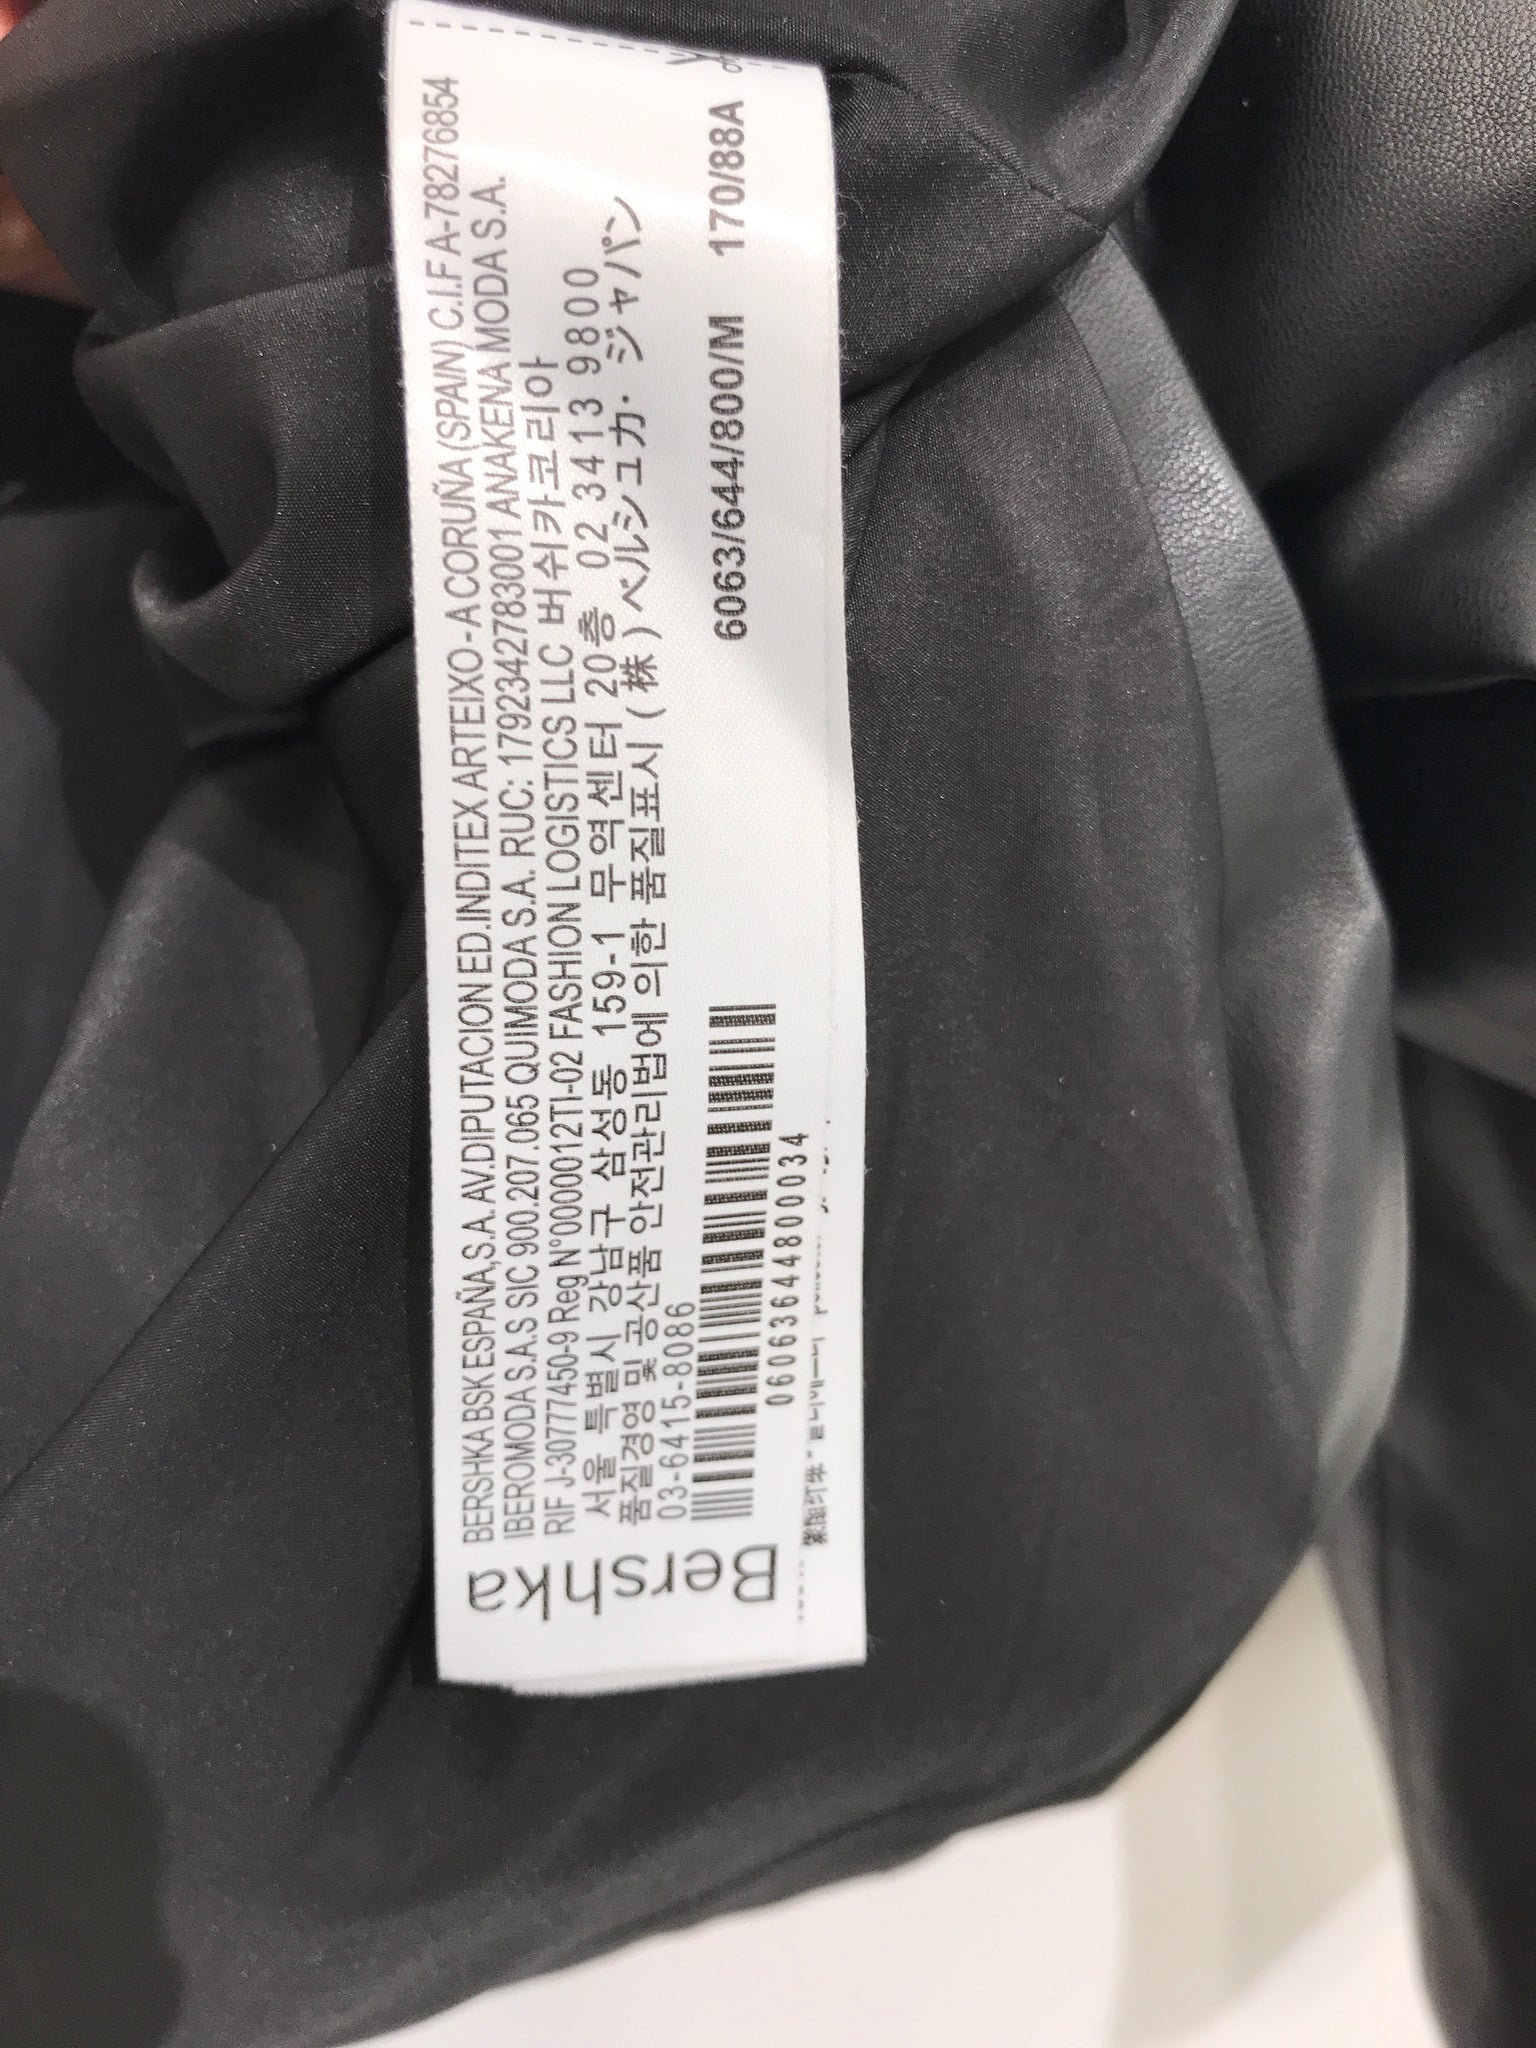 Bershka
BERSHKA BSK ESPAÑA,S.A. AV.DIPUTACION ED.INDITEX ARTEIXO - A CORUÑA (SPAIN) C.I.F A-78276854
IBEROMODA S.A.S SIC 900.207.065 QUIMODA S.A. RUC: 1792342783001 ANAKENA MODA S.A.
RIF J-30777450-9 Reg N°000012TI-02 FASHION LOGISTICS LLC 버쉬카코리아
서울 특별시 강남구 삼성동 159-1 무역센터 20층 02 3413 9800
품질경영 및 공산품 안전관리법에 의한 품질표시 (株)ベルシュカ・ジャパン
03-6415-8086
6063/644/800/M 170/88A
06063644800034